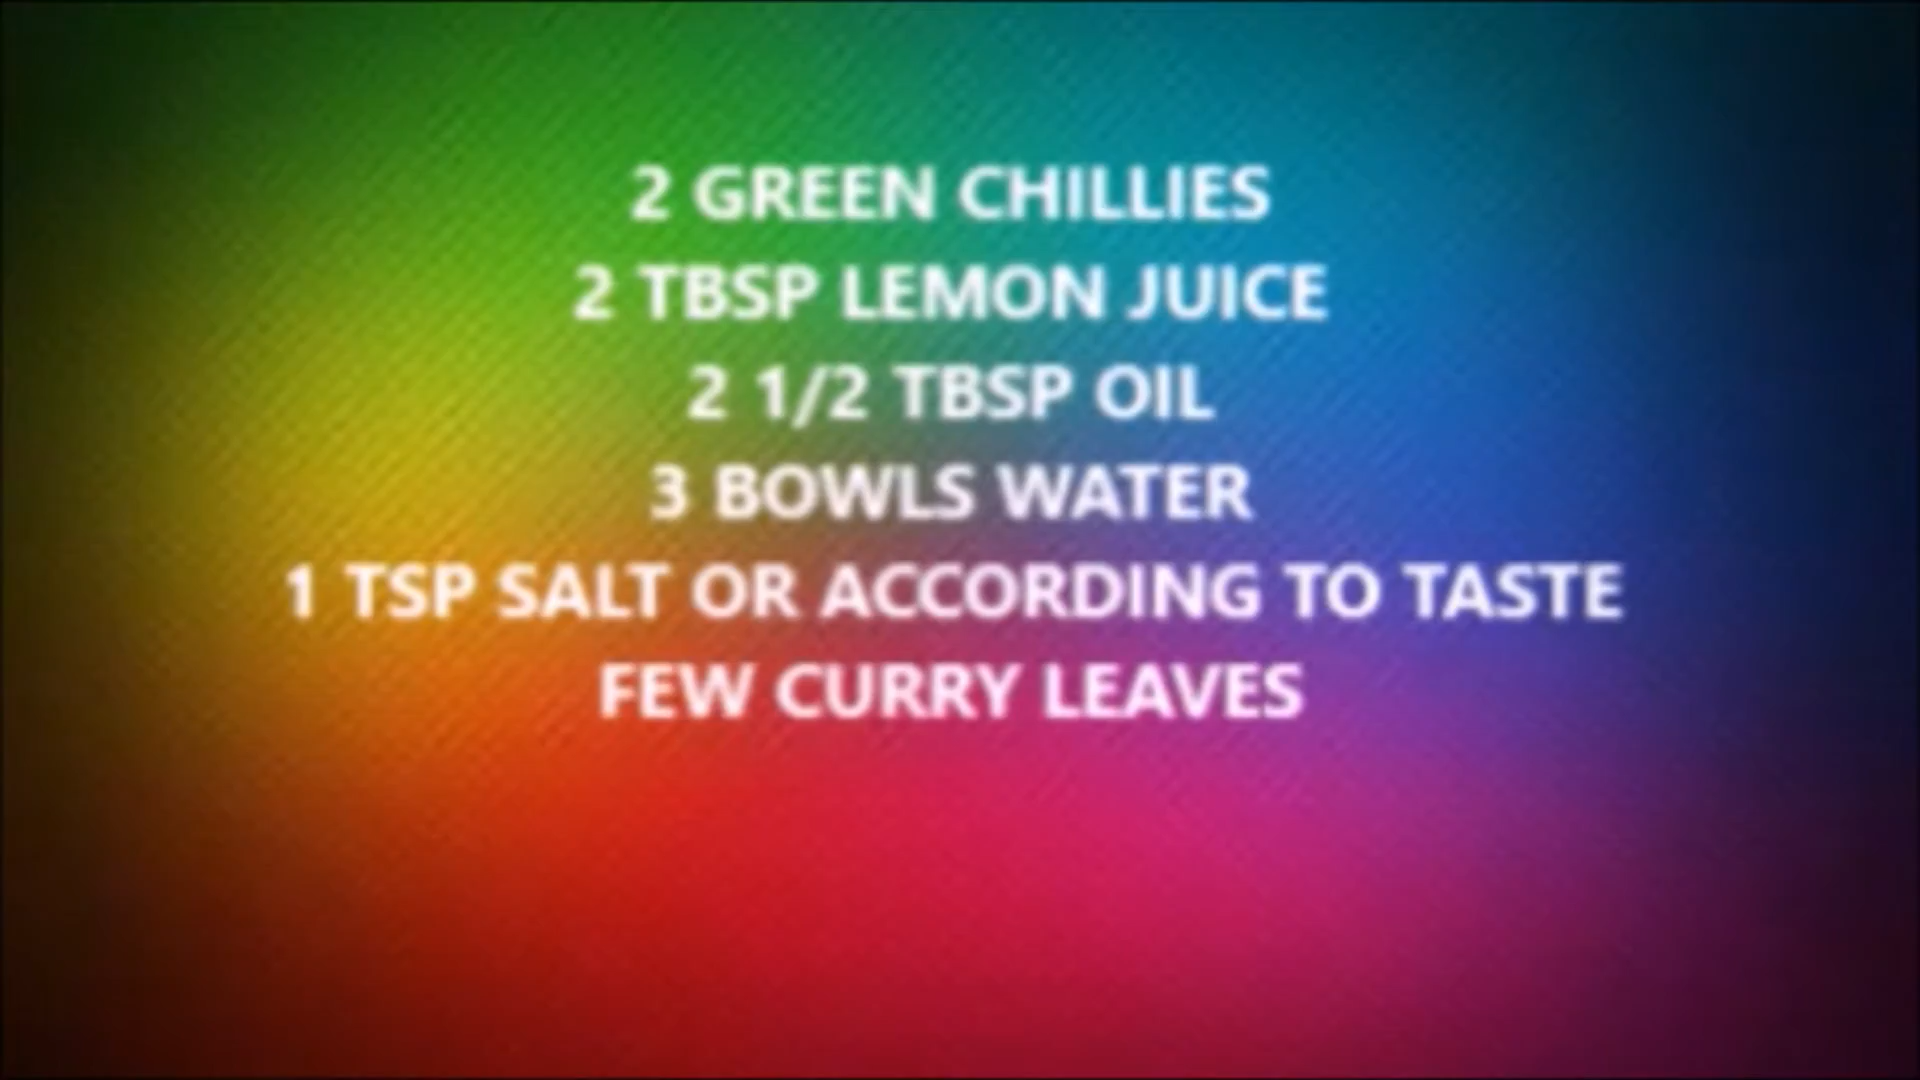 2 GREEN CHILLIES
2 TBSP LEMON JUICE
2 1/2 TBSP OIL
3 BOWLS WATER
1 TSP SALT OR ACCORDING TO TASTE
FEW CURRY LEAVES